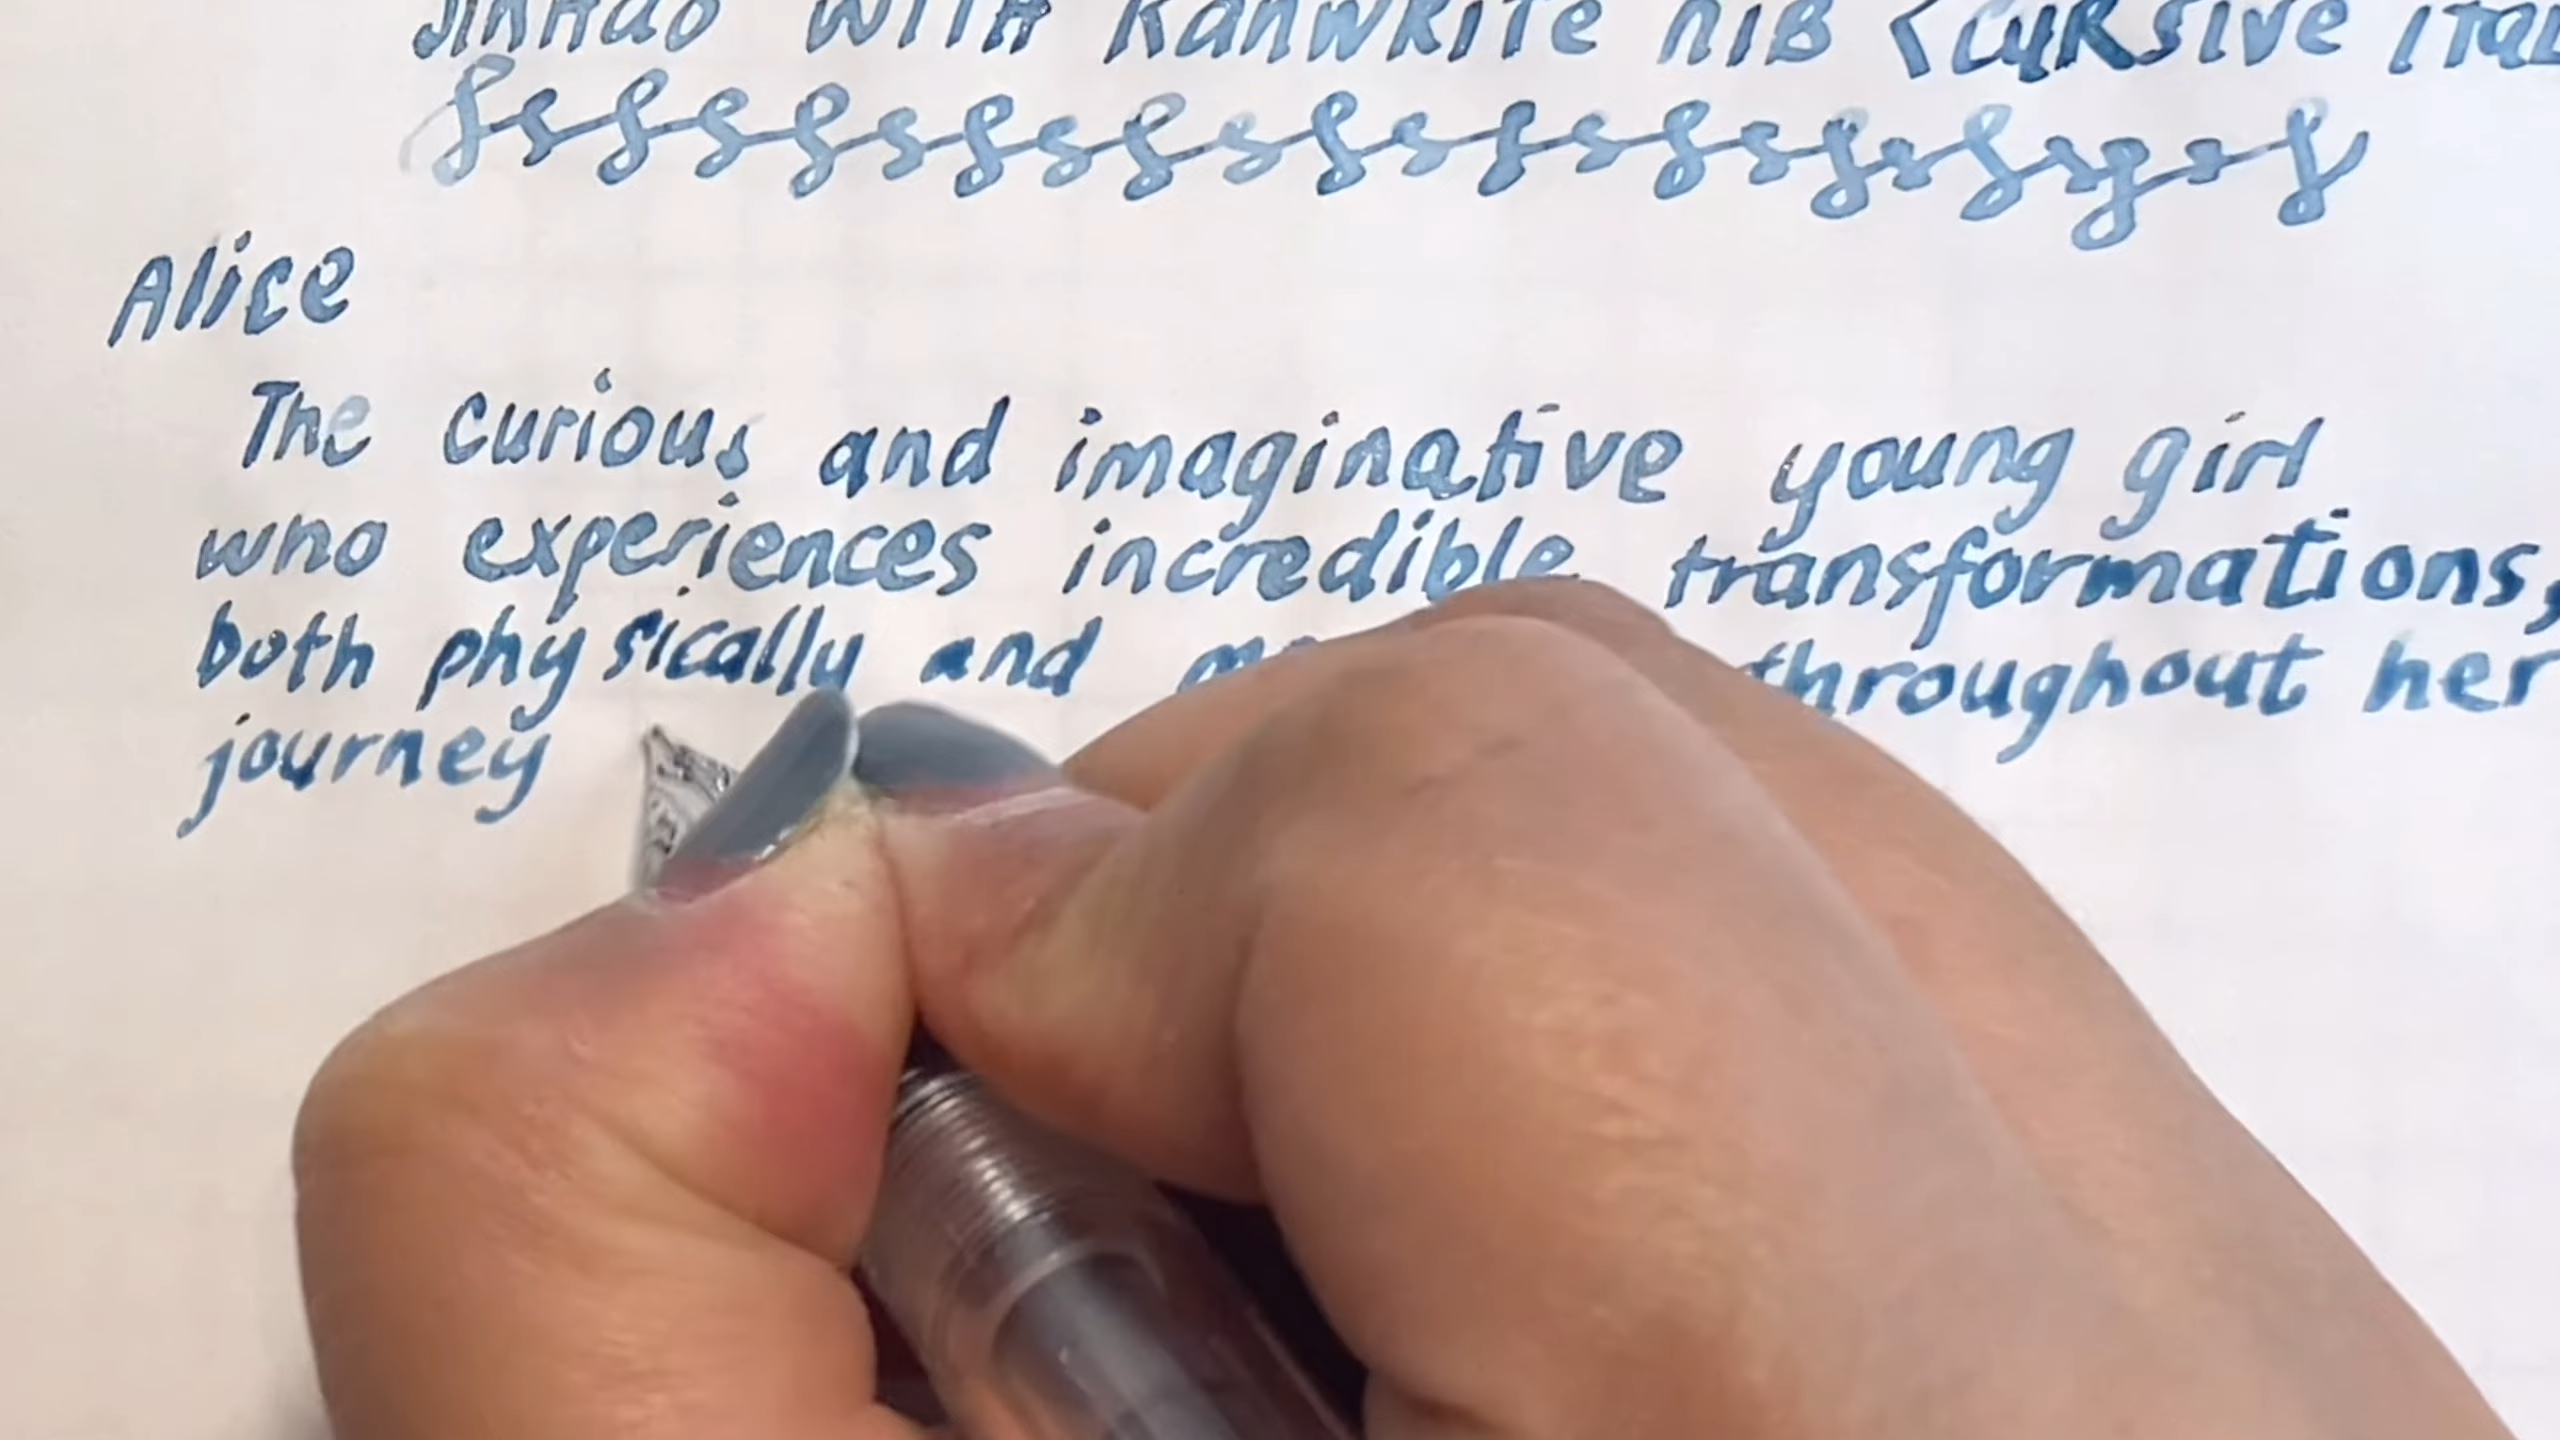 JinHao WITH KanwRITe nIB <CuRsive ITaL
Alice
The curious and imaginative young girl
who experiences incredible transformations,
both physically and throughout her
journey